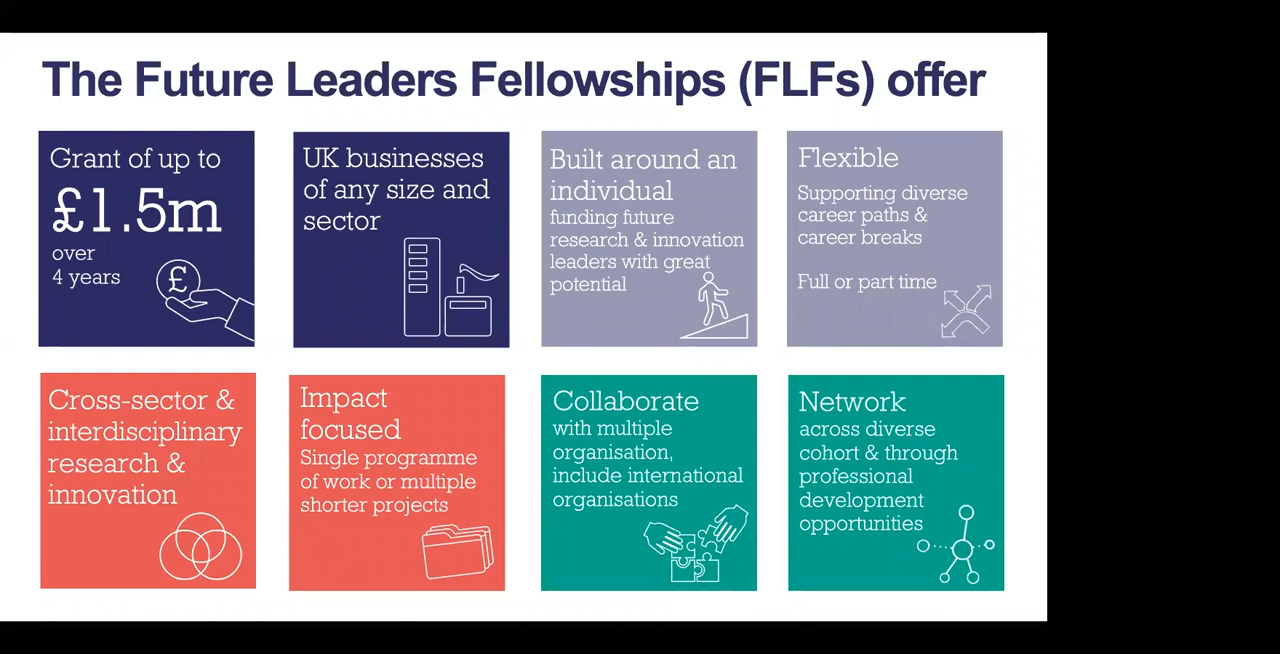 The Future Leaders Fellowships (FLFs) offer
Grant of up to
£1.5m
over
4 years
£
UK businesses
of any size and
sector
Built around an
individual
funding future
research & innovation
leaders with great
potential
Flexible
Supporting diverse
career paths &
career breaks
Full or part time
Cross-sector &
interdisciplinary
research &
innovation
Impact
focused
Single programme
of work or multiple
shorter projects
Collaborate
with multiple
organisation,
include international
organisations
Network
across diverse
cohort & through
professional
development
opportunities